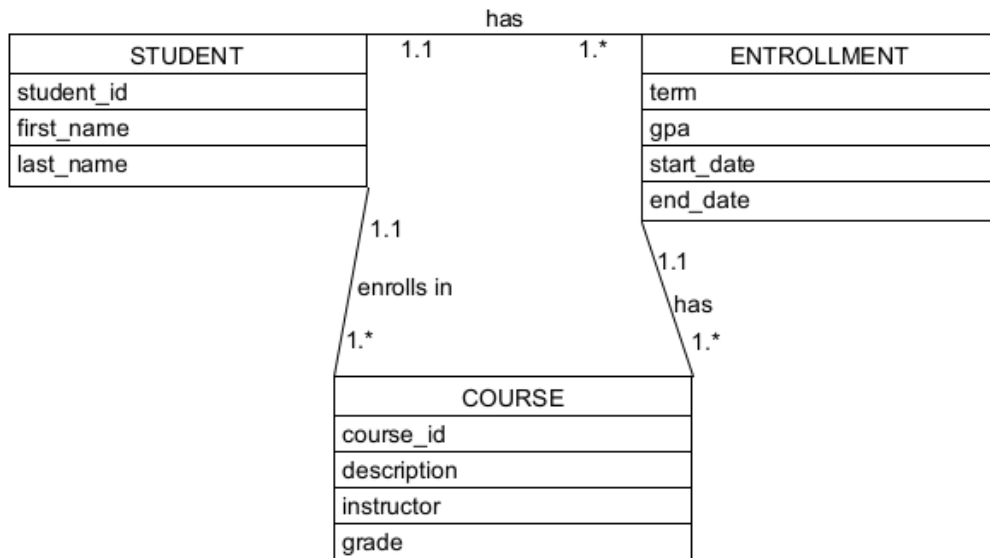 has
STUDENT
1.1
1.*
ENTROLLMENT
student_id
term
first_name
gpa
last_name
start_date
end_date
1.1
1.1
enrolls in
has
1.*
1.*
COURSE
course_id
description
instructor
grade